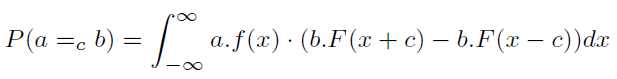 P(a =_c b) = ∫_{-∞}^{∞} a.f(x) · (b.F(x + c) − b.F(x − c))dx